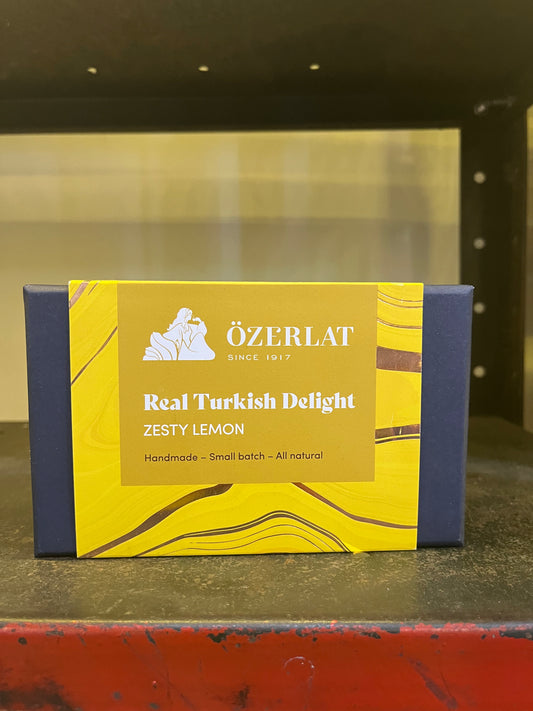 ÖZERLAT
SINCE 1917
Real Turkish Delight
ZESTY LEMON
Handmade – Small batch – All natural